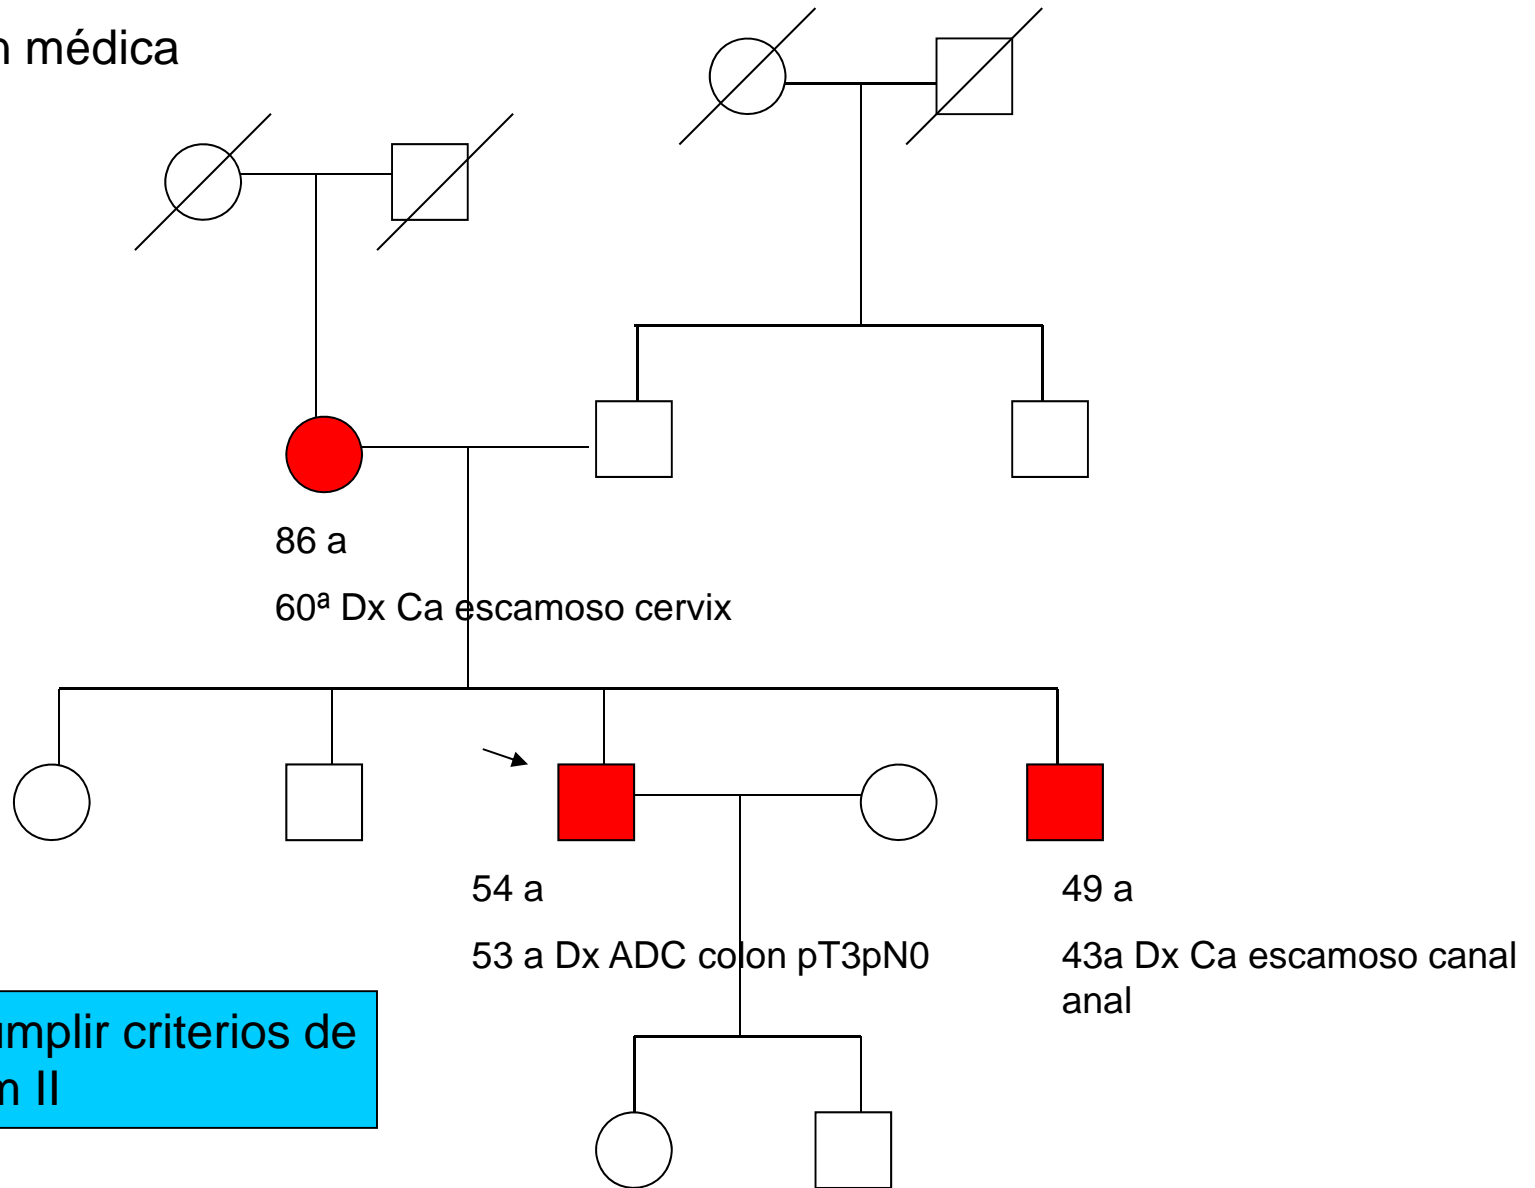 n médica
86 a
60ª Dx Ca escamoso cervix
54 a
49 a
53 a Dx ADC colon pT3pN0
43a Dx Ca escamoso canal
anal
umplir criterios de
m II